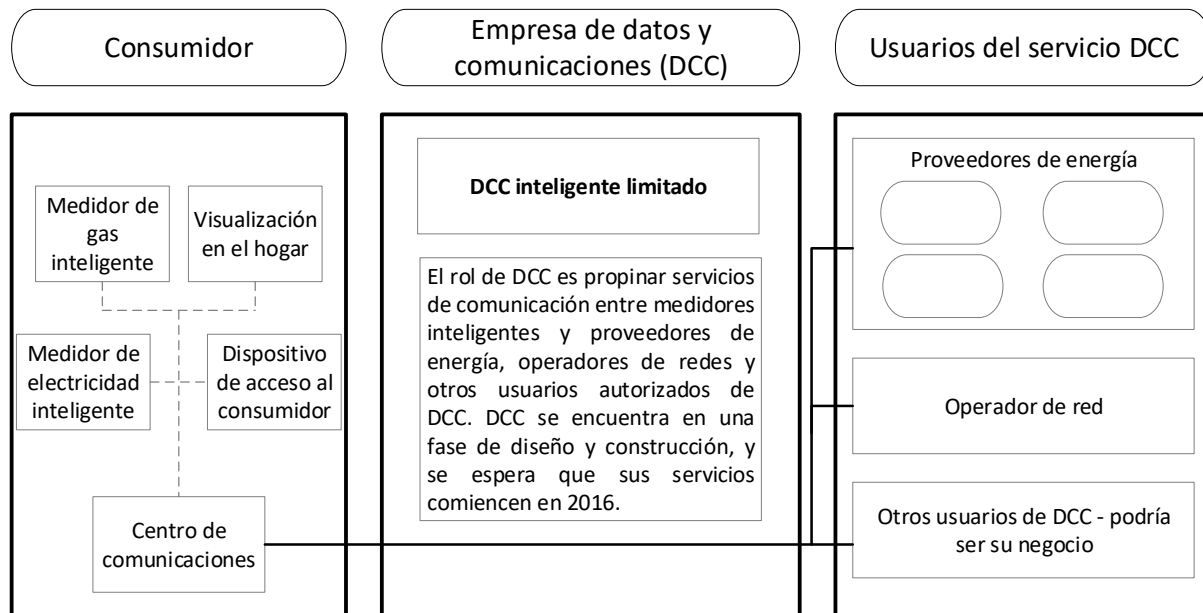 Consumidor
Empresa de datos y
comunicaciones (DCC)
Usuarios del servicio DCC
Medidor de
gas
inteligente
Visualización
en el hogar
Medidor de
electricidad
inteligente
Dispositivo
de acceso al
consumidor
Centro de
comunicaciones
DCC inteligente limitado
El rol de DCC es propinar servicios
de comunicación entre medidores
inteligentes y proveedores de
energía, operadores de redes y
otros usuarios autorizados de
DCC. DCC se encuentra en una
fase de diseño y construcción, y
se espera que sus servicios
comiencen en 2016.
Proveedores de energía
Operador de red
Otros usuarios de DCC - podría
ser su negocio